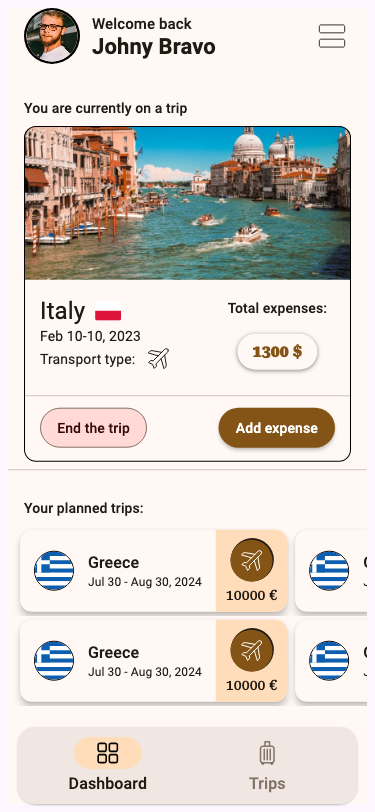 Welcome back
Johny Bravo
You are currently on a trip
Italy
Total expenses:
Feb 10-10, 2023
1300 $
Transport type:
End the trip
Add expense
Your planned trips:
Greece
Jul 30 - Aug 30, 2024
10000 €
Greece
Jul 30 - Aug 30, 2024
10000 €
Dashboard
Trips